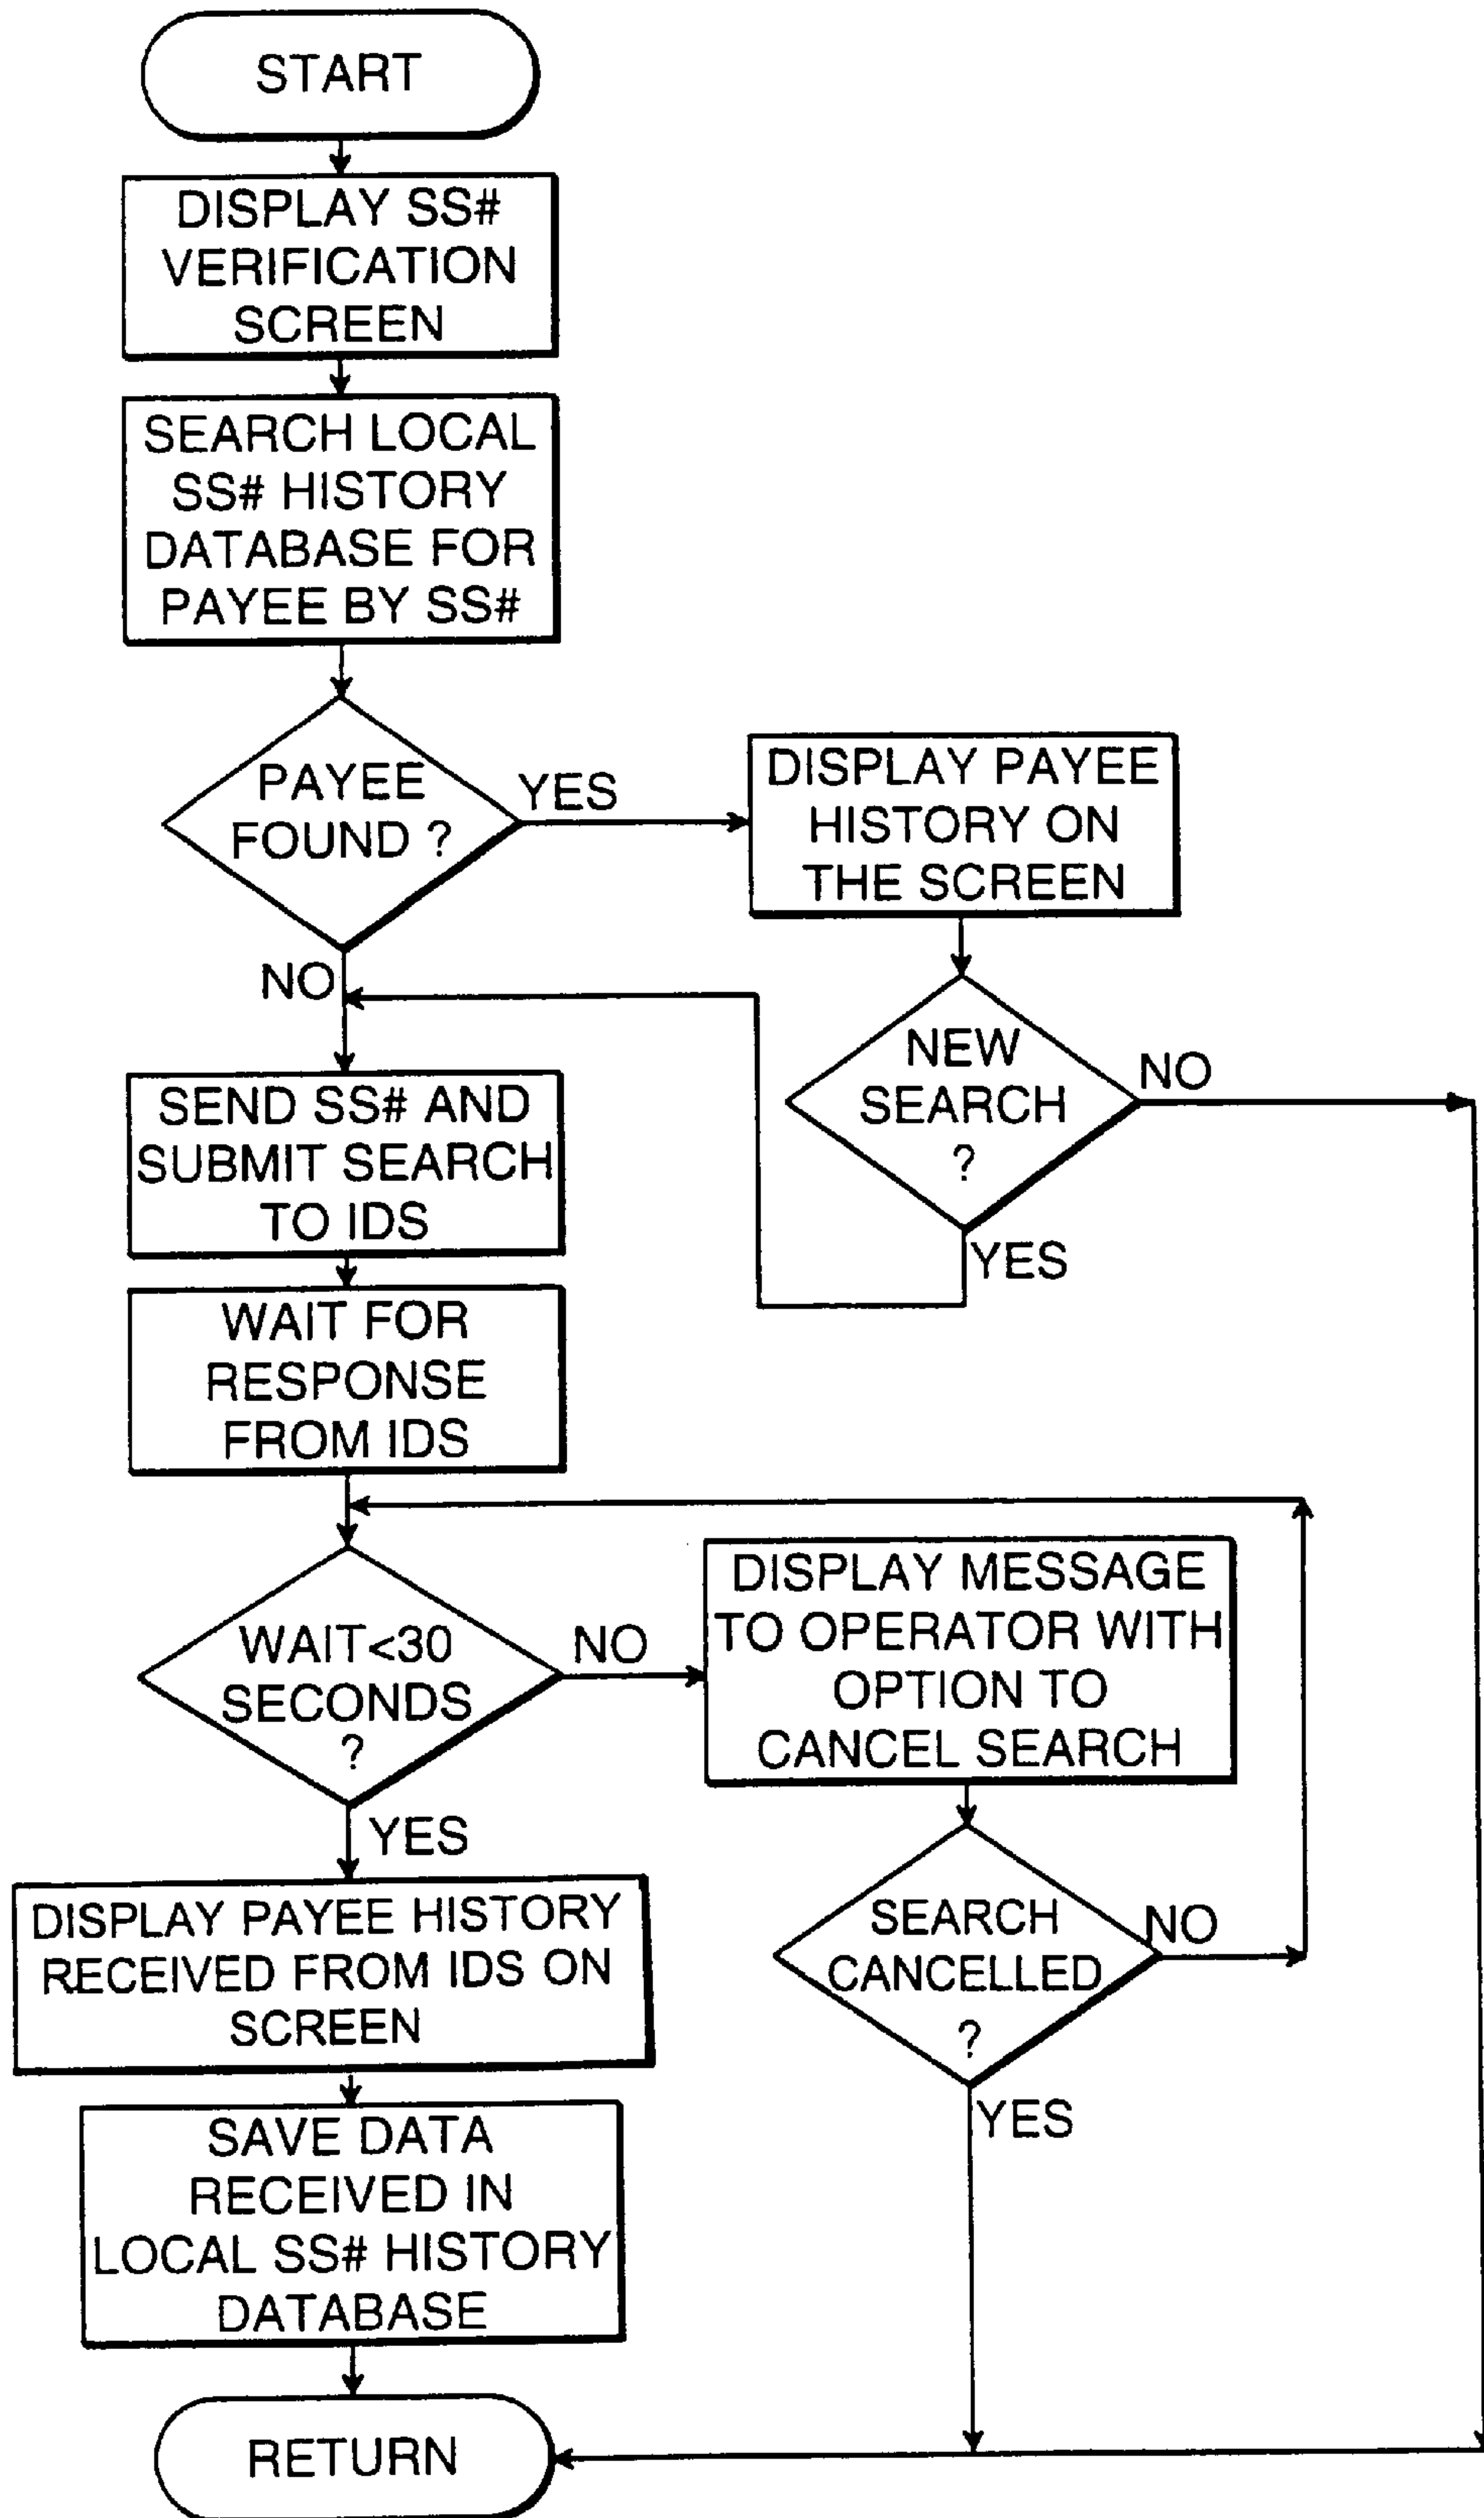 START
DISPLAY SS#
VERIFICATION
SCREEN
SEARCH LOCAL
SS# HISTORY
DATABASE FOR
PAYEE BY SS#
PAYEE
FOUND ?
YES
NO
DISPLAY PAYEE
HISTORY ON
THE SCREEN
NEW
SEARCH
?
NO
YES
SEND SS# AND
SUBMIT SEARCH
TO IDS
WAIT FOR
RESPONSE
FROM IDS
WAIT<30
SECONDS
?
NO
YES
DISPLAY MESSAGE
TO OPERATOR WITH
OPTION TO
CANCEL SEARCH
SEARCH
CANCELLED
?
NO
YES
DISPLAY PAYEE HISTORY
RECEIVED FROM IDS ON
SCREEN
SAVE DATA
RECEIVED IN
LOCAL SS# HISTORY
DATABASE
RETURN